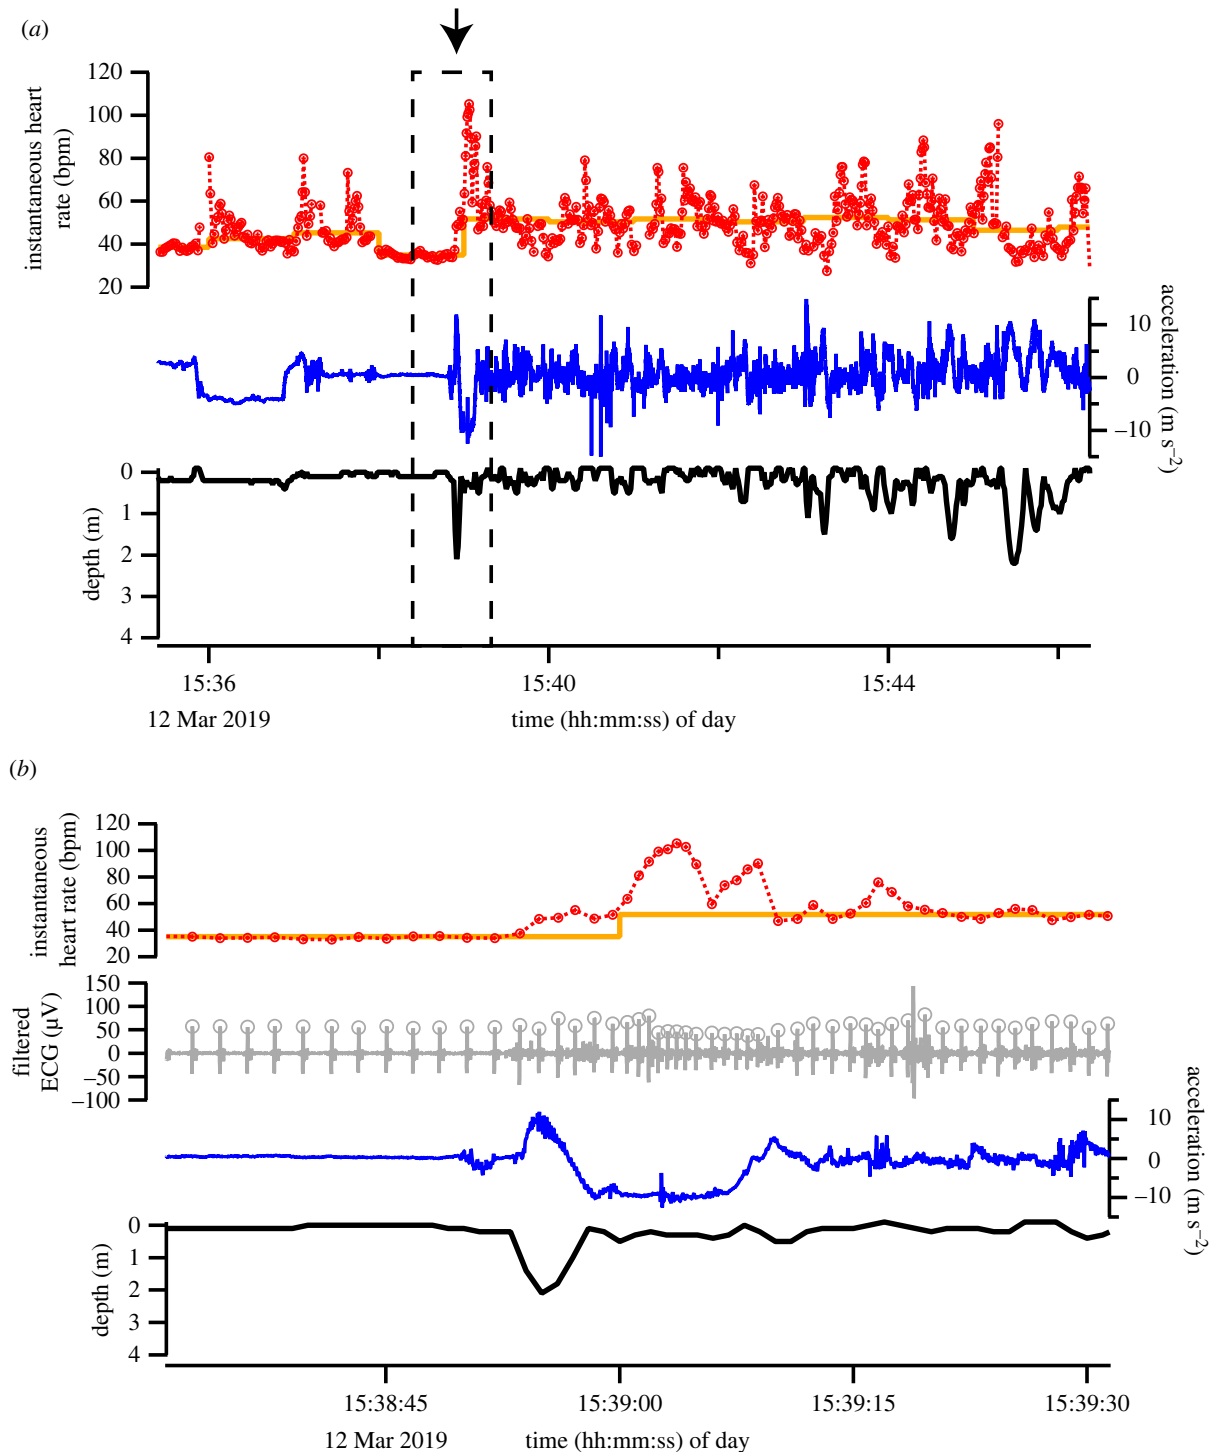 (a)
instantaneous heart
rate (bpm)
120
100
80
60
40
20
acceleration (m s−2)
10
0
−10
depth (m)
0
1
2
3
4
15:36
15:40
15:44
12 Mar 2019
time (hh:mm:ss) of day
(b)
instantaneous
heart rate (bpm)
120
100
80
60
40
20
filtered
ECG (µV)
150
100
50
0
−50
−100
acceleration (m s−2)
10
0
−10
depth (m)
0
1
2
3
4
15:38:45
15:39:00
15:39:15
15:39:30
12 Mar 2019
time (hh:mm:ss) of day